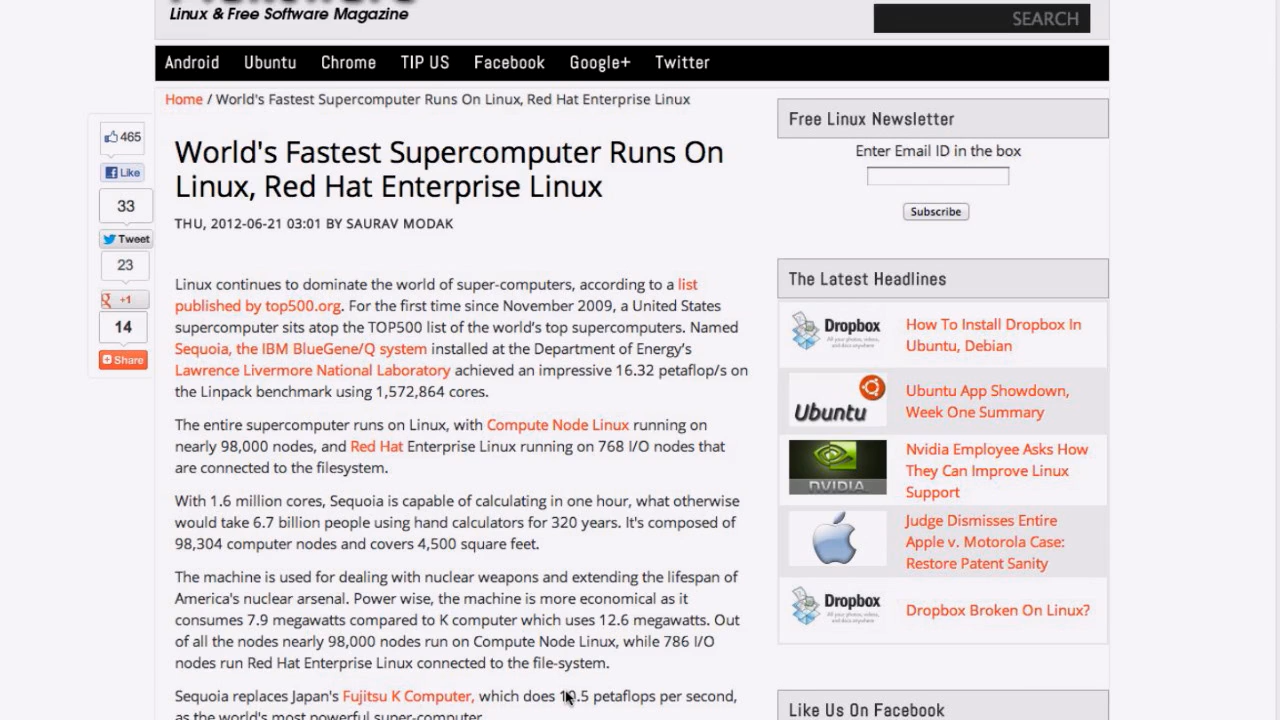 Linux & Free Software Magazine
SEARCH
Android Ubuntu Chrome TIP US Facebook Google+ Twitter
Home / World's Fastest Supercomputer Runs On Linux, Red Hat Enterprise Linux
465
Like
33
Tweet
23
+1
14
Share
World's Fastest Supercomputer Runs On
Linux, Red Hat Enterprise Linux
THU, 2012-06-21 03:01 BY SAURAV MODAK
Linux continues to dominate the world of super-computers, according to a list
published by top500.org. For the first time since November 2009, a United States
supercomputer sits atop the TOP500 list of the world's top supercomputers. Named
Sequoia, the IBM BlueGene/Q system installed at the Department of Energy's
Lawrence Livermore National Laboratory achieved an impressive 16.32 petaflop/s on
the Linpack benchmark using 1,572,864 cores.
The entire supercomputer runs on Linux, with Compute Node Linux running on
nearly 98,000 nodes, and Red Hat Enterprise Linux running on 768 I/O nodes that
are connected to the filesystem.
With 1.6 million cores, Sequoia is capable of calculating in one hour, what otherwise
would take 6.7 billion people using hand calculators for 320 years. It's composed of
98,304 computer nodes and covers 4,500 square feet.
The machine is used for dealing with nuclear weapons and extending the lifespan of
America's nuclear arsenal. Power wise, the machine is more economical as it
consumes 7.9 megawatts compared to K computer which uses 12.6 megawatts. Out
of all the nodes nearly 98,000 nodes run on Compute Node Linux, while 786 I/O
nodes run Red Hat Enterprise Linux connected to the file-system.
Sequoia replaces Japan's Fujitsu K Computer, which does 10.5 petaflops per second,
as the world's most powerful super-computer.
Free Linux Newsletter
Enter Email ID in the box
Subscribe
The Latest Headlines
Dropbox
How To Install Dropbox In
Ubuntu, Debian
Ubuntu
Ubuntu App Showdown,
Week One Summary
NVIDIA
Nvidia Employee Asks How
They Can Improve Linux
Support
Judge Dismisses Entire
Apple v. Motorola Case:
Restore Patent Sanity
Dropbox
Dropbox Broken On Linux?
Like Us On Facebook